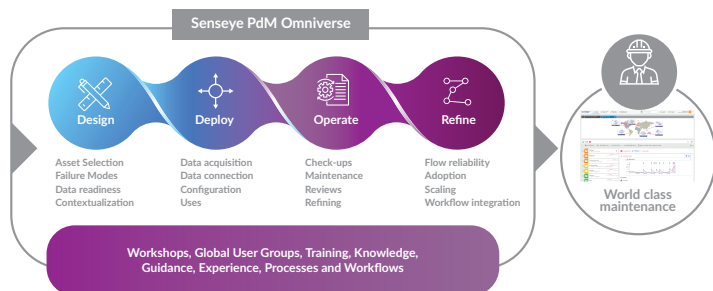 Senseye PdM Omniverse
Design
Deploy
Operate
Refine
Asset Selection
Failure Modes
Data readiness
Contextualization
Data acquisition
Data connection
Configuration
Uses
Check-ups
Maintenance
Reviews
Refining
Flow reliability
Adoption
Scaling
Workflow integration
Workshops, Global User Groups, Training, Knowledge,
Guidance, Experience, Processes and Workflows
World class
maintenance